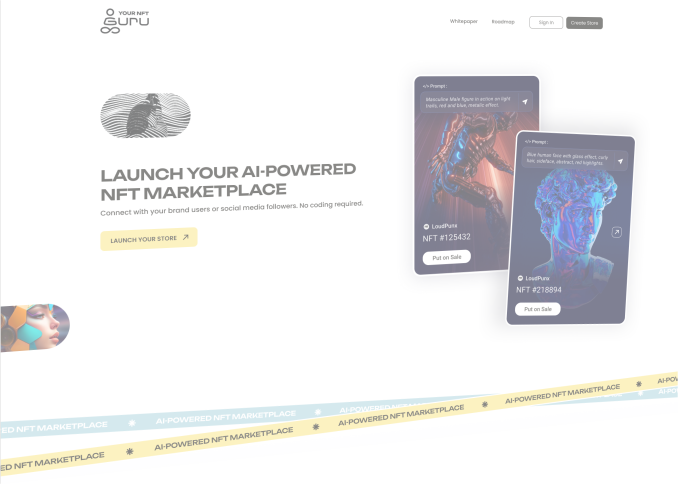 YOUR NFT
GURU
Whitepaper
Roadmap
Sign in
Create Store
LAUNCH YOUR AI-POWERED
NFT MARKETPLACE
Connect with your brand users or social media followers. No coding required.
LAUNCH YOUR STORE
</> Prompt :
Masculine Male figure in action on light
trails, red and blue, metalic effect.
LoudPunx
NFT #125432
Put on Sale
</> Prompt :
Blue human face with glass effect, curly
hair, sideface, abstract, red highlights.
LoudPunx
NFT #218894
Put on Sale
ED NFT MARKETPLACE
AI-POWERED NFT MARKETPLACE
AI-POWERED NFT MARKETPLACE
ED NFT MARKETPLACE
AI-POWERED NFT MARKETPLACE
AI-POWERED NFT MARKETPLACE
AI-POWERED NFT MARKETPLACE